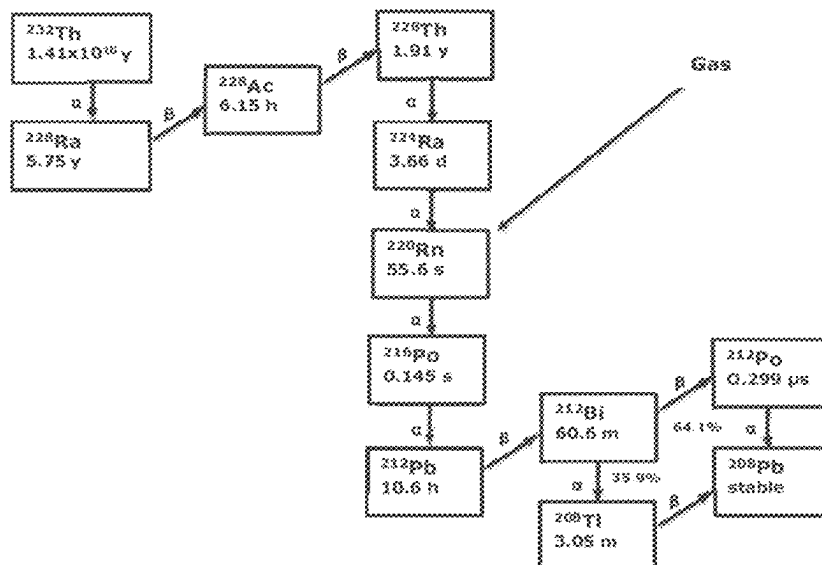 ²³²Th
1.41x10¹⁰ y
α
²²⁸Ra
5.75 y
β
²²⁸Ac
6.15 h
β
²²⁸Th
1.91 y
α
²²⁴Ra
3.66 d
α
Gas
²²⁰Rn
55.6 s
α
²¹⁶Po
0.145 s
α
²¹²Pb
10.6 h
β
²¹²Bi
60.6 m
β
64.1%
²¹²Po
0.299 µs
α
²⁰⁸Pb
stable
α
35.9%
²⁰⁸Tl
3.05 m
β